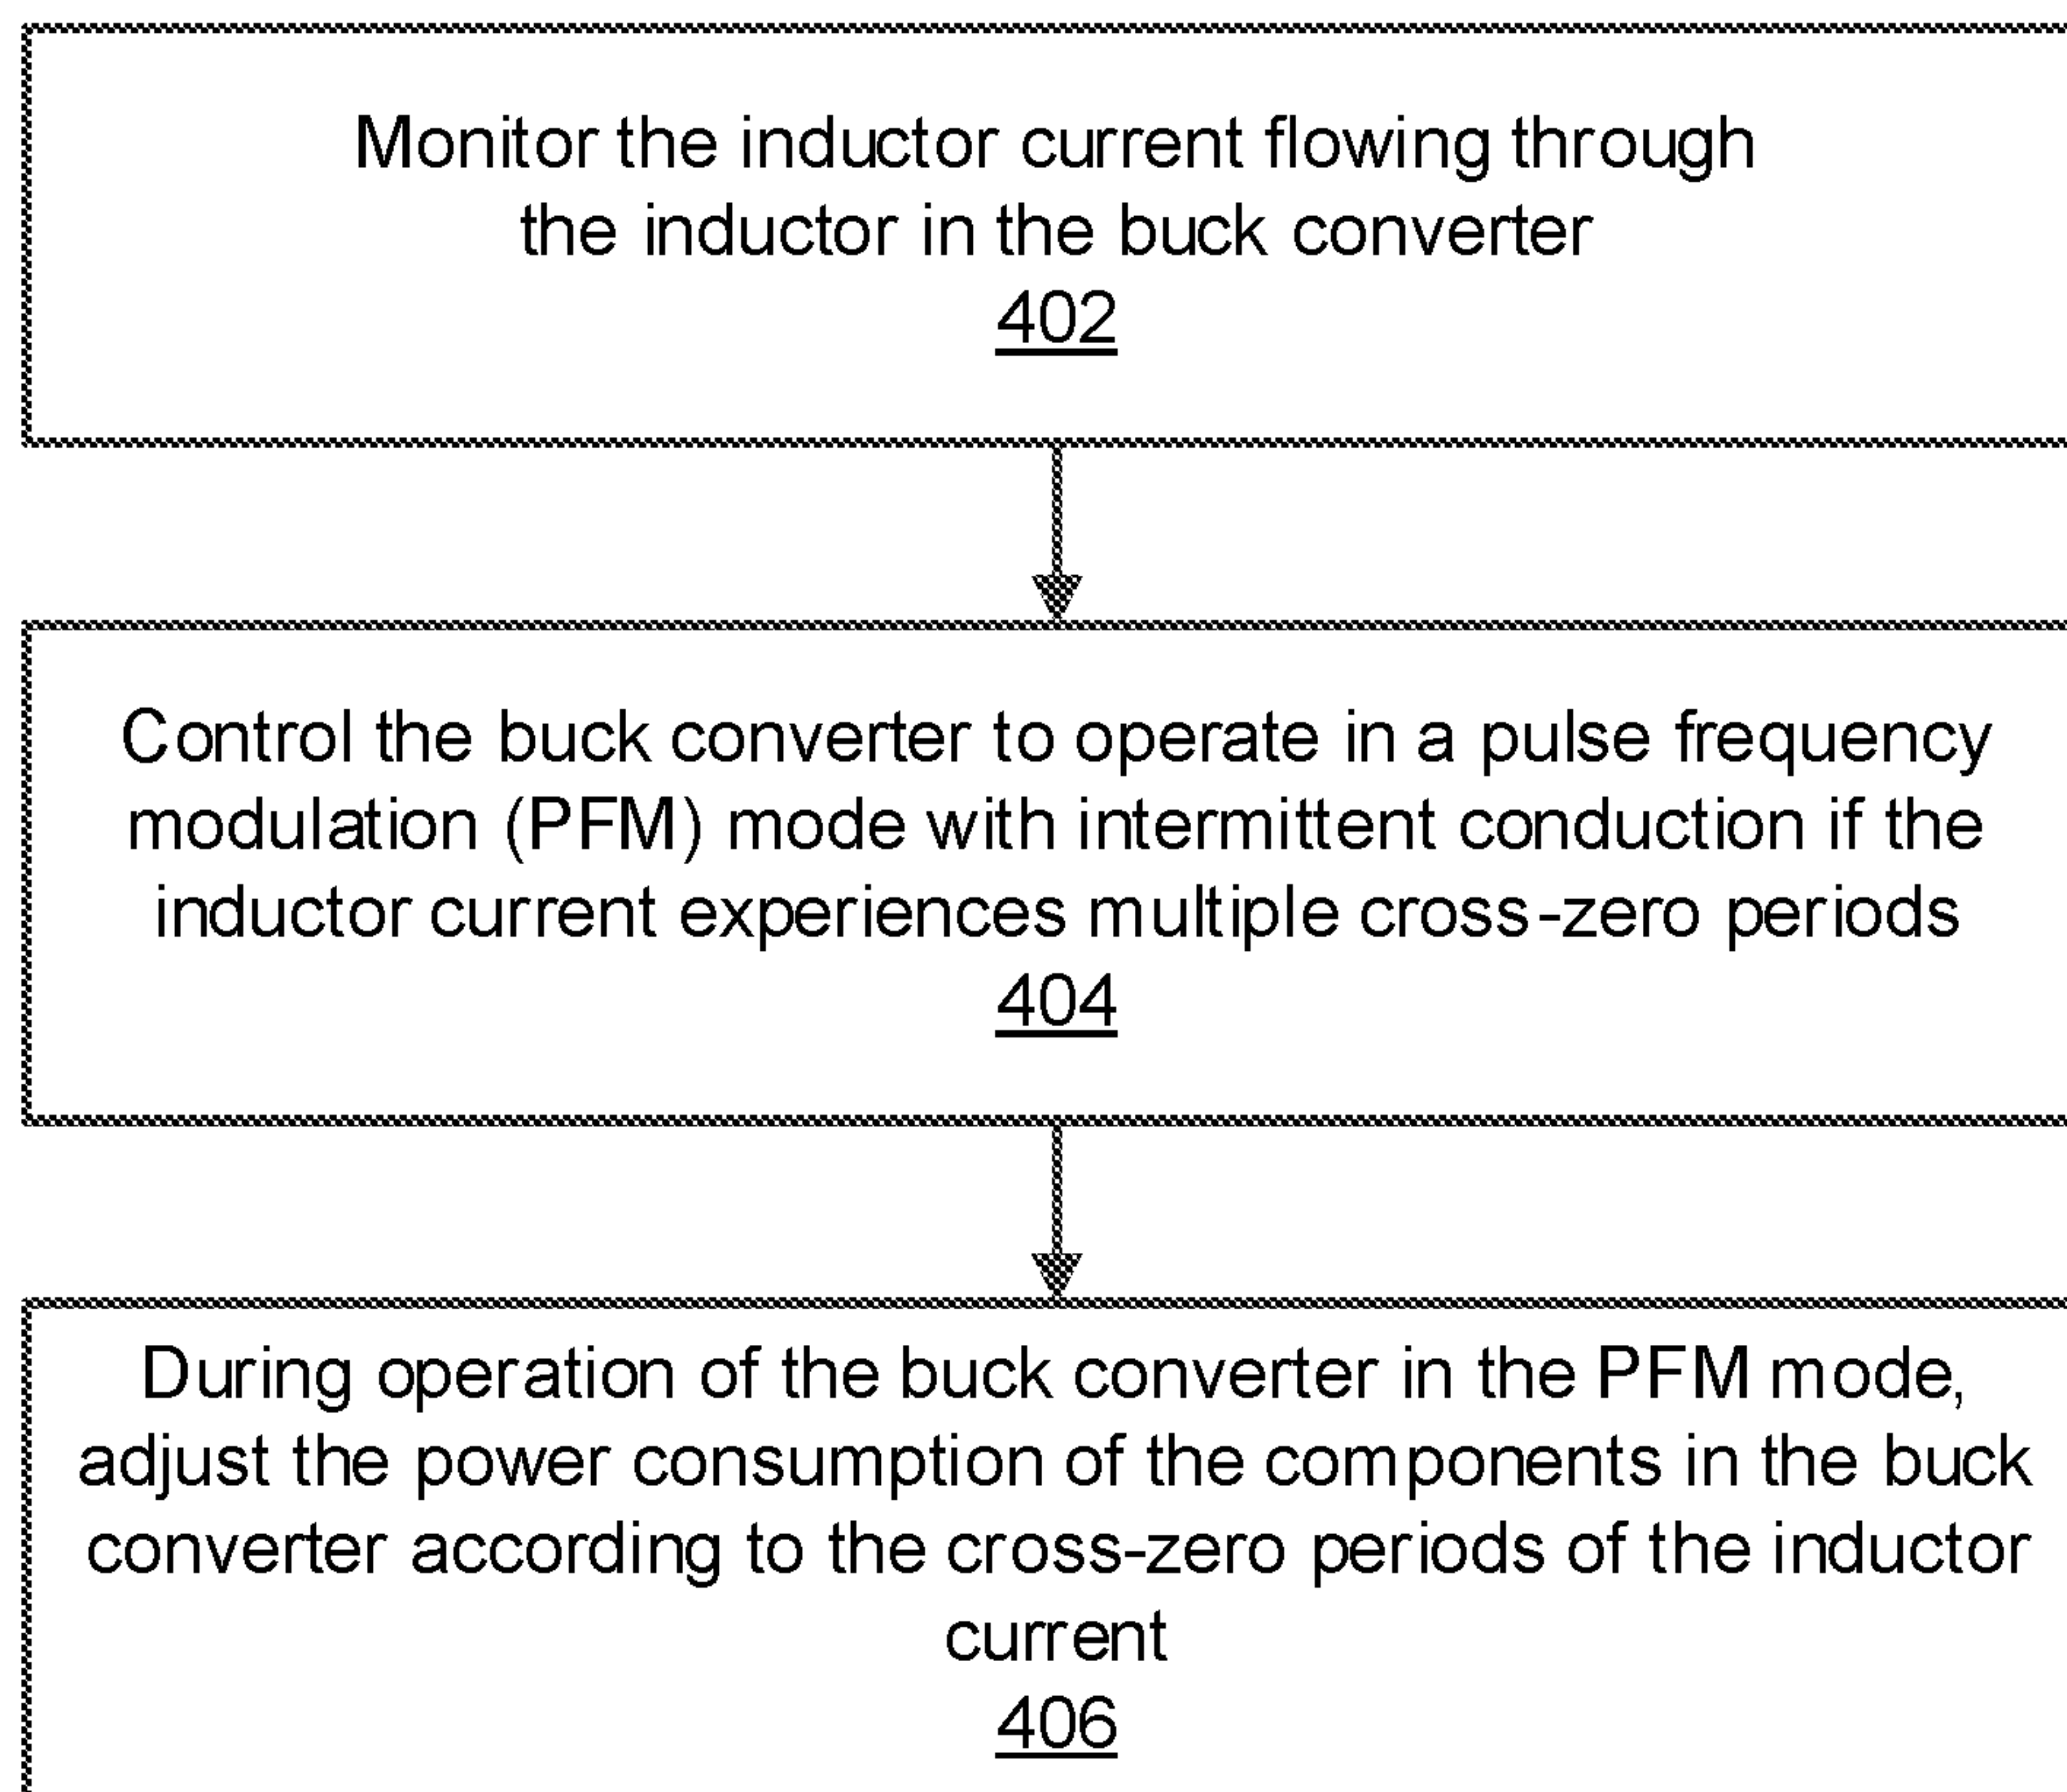 Monitor the inductor current flowing through
the inductor in the buck converter
402
Control the buck converter to operate in a pulse frequency
modulation (PFM) mode with intermittent conduction if the
inductor current experiences multiple cross-zero periods
404
During operation of the buck converter in the PFM mode,
adjust the power consumption of the components in the buck
converter according to the cross-zero periods of the inductor
current
406